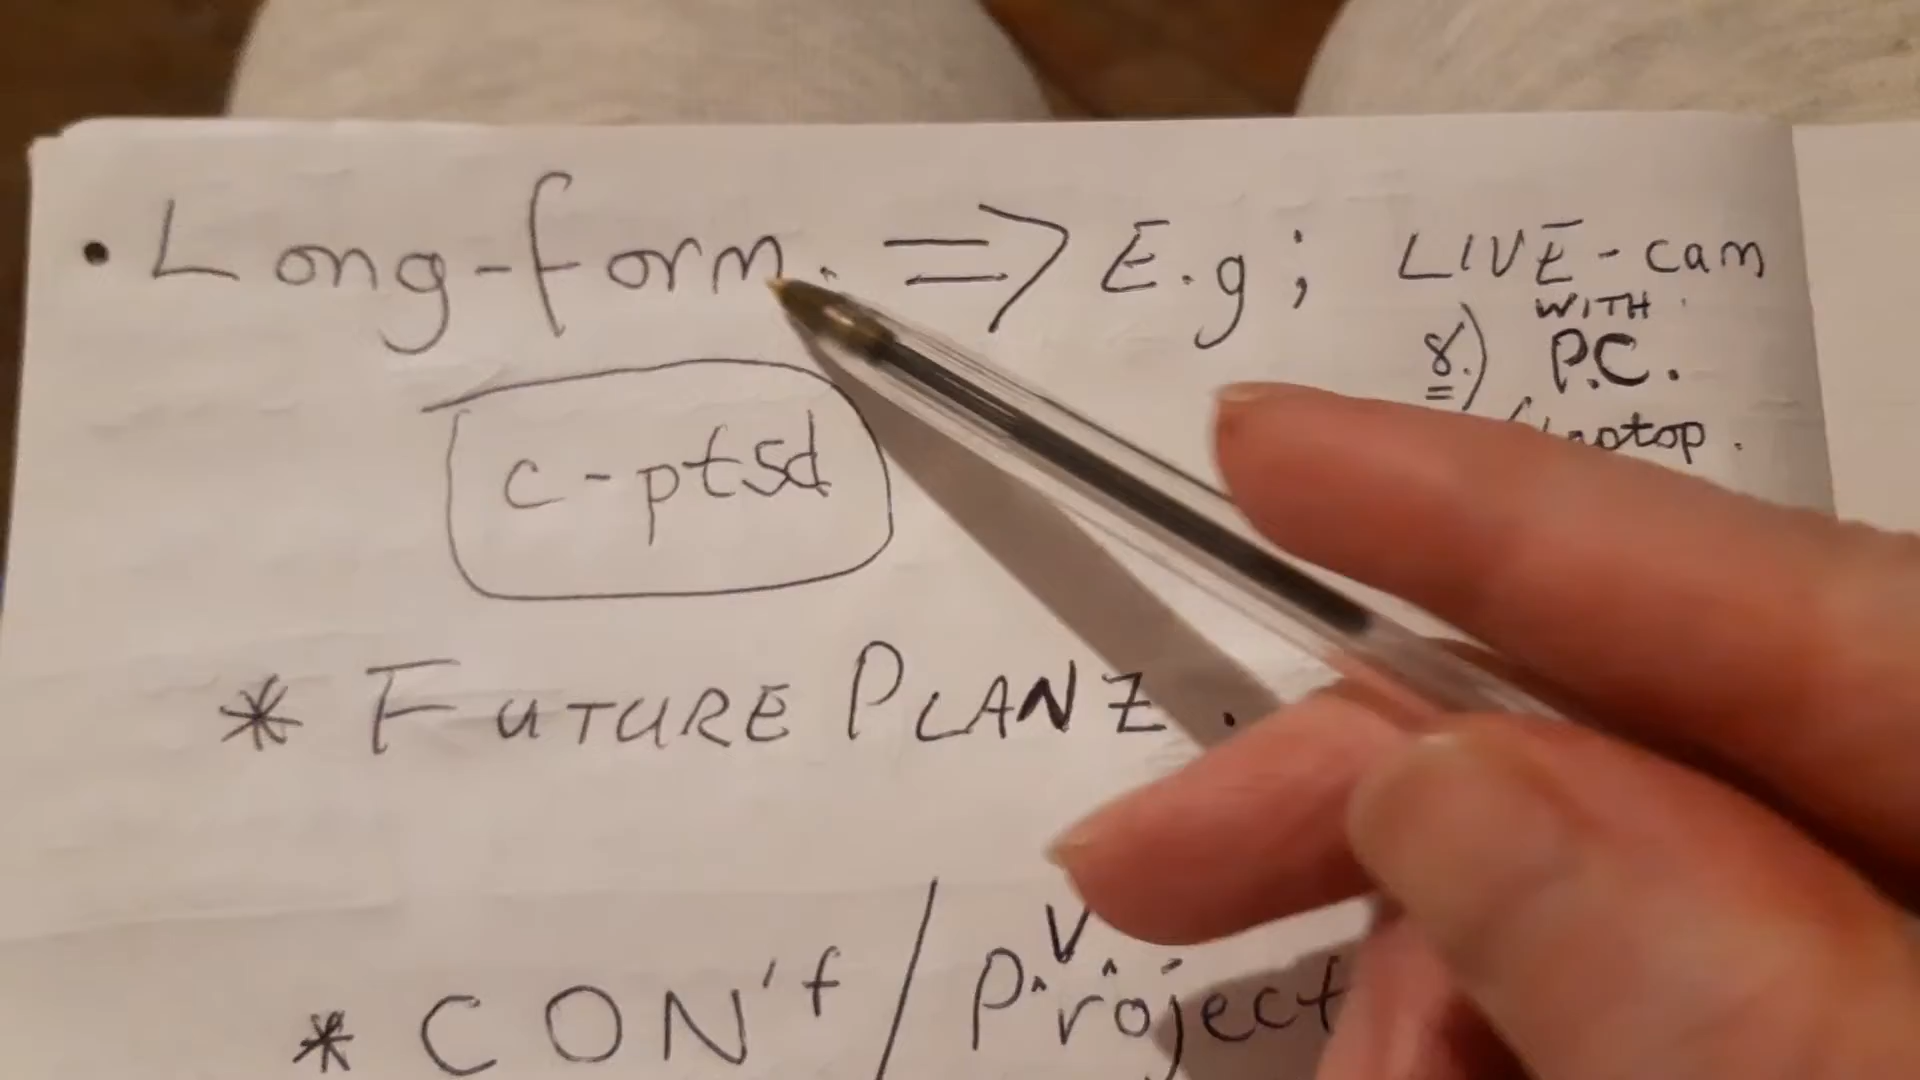 • Long-form. => E.g; LIVE-cam
WITH
8.) P.C.
c-ptsd
* FUTURE PLANZ.
* CON't / Project